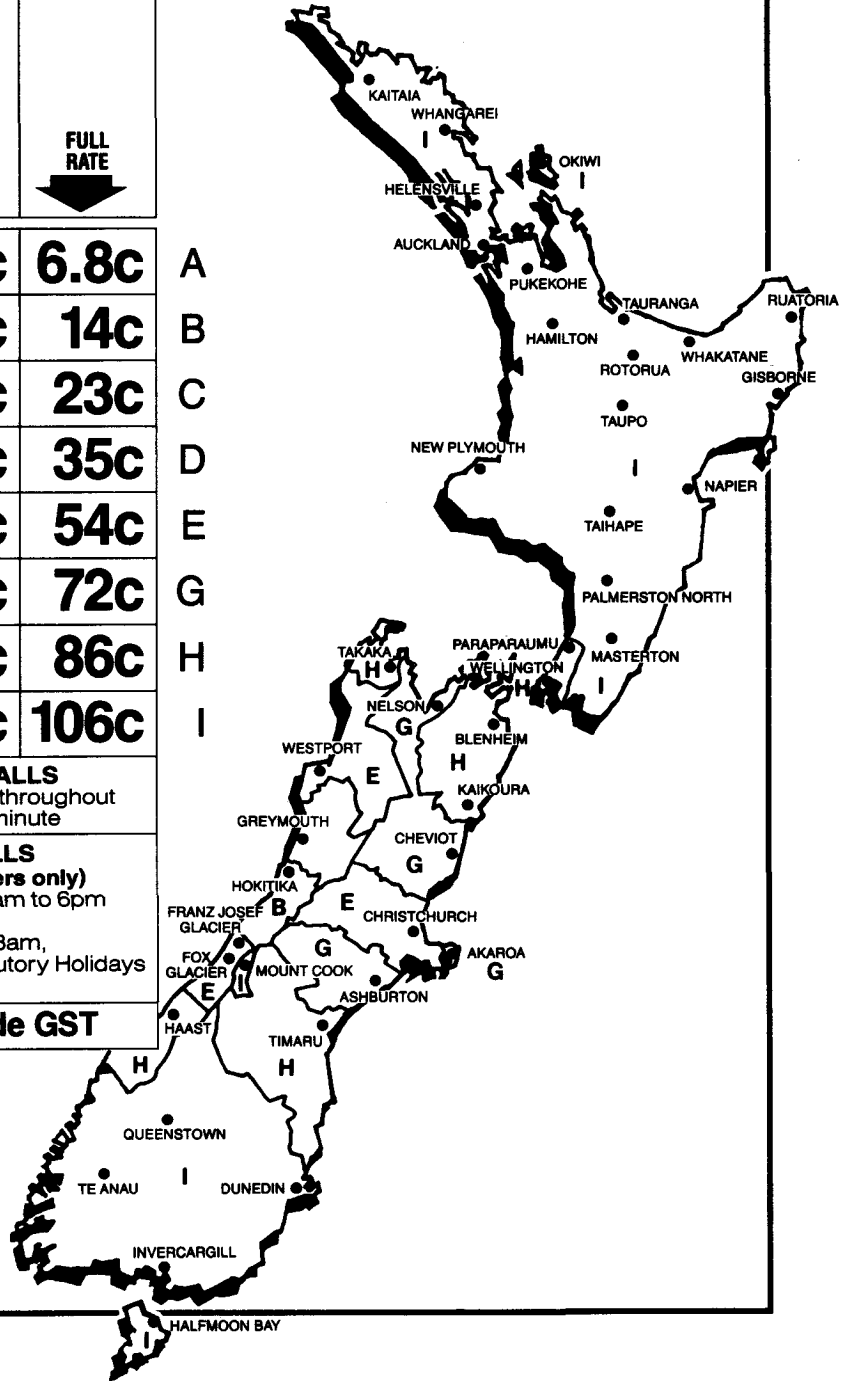 FULL
RATE
c 6.8c A
c 14c B
c 23c C
c 35c D
c 54c E
c 72c G
c 86c H
c 106c I
ALLS
throughout
minute
LLS
ers only)
am to 6pm
8am,
utory Holidays
de GST
KAITAIA
WHANGAREI
I
OKIWI
I
HELENSVILLE
AUCKLAND
PUKEKOHE
TAURANGA
RUATORIA
HAMILTON
WHAKATANE
ROTORUA
GISBORNE
TAUPO
NEW PLYMOUTH
I
NAPIER
TAIHAPE
PALMERSTON NORTH
PARAPARAUMU
MASTERTON
WELLINGTON
H
I
TAKAKA
H
NELSON
G
BLENHEIM
WESTPORT
H
E
KAIKOURA
GREYMOUTH
CHEVIOT
G
HOKITIKA
B
E
FRANZ JOSEF
GLACIER
CHRISTCHURCH
G
AKAROA
G
FOX
GLACIER
MOUNT COOK
I
E
ASHBURTON
HAAST
TIMARU
H
H
QUEENSTOWN
I
TE ANAU
DUNEDIN
INVERCARGILL
HALFMOON BAY
I